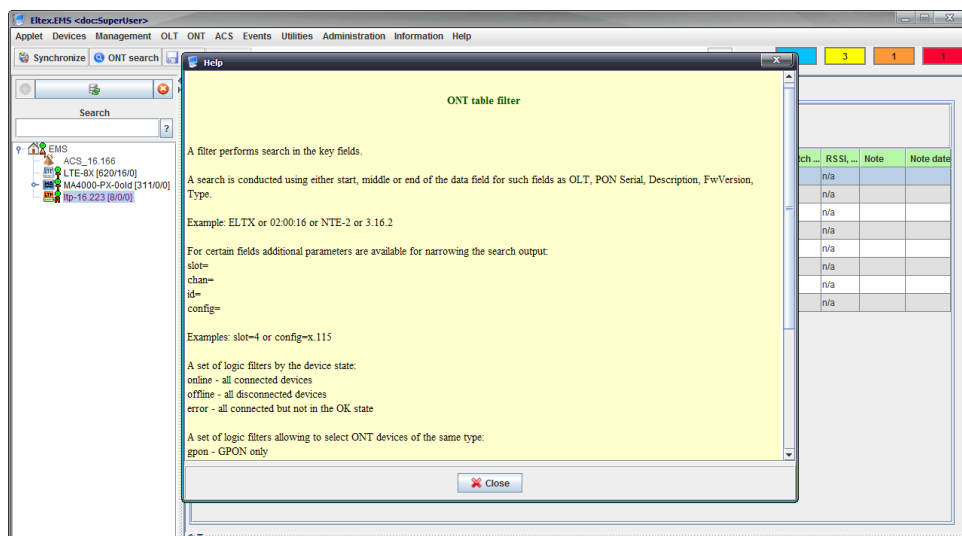 Eltex.EMS <doc:SuperUser>
Applet Devices Management OLT ONT ACS Events Utilities Administration Information Help
Synchronize ONT search
3 1 1
Help
Search
?
EMS
ACS_16.166
LTE-8X [620/16/0]
MA4000-PX-0old [311/0/0]
ltp-16.223 [8/0/0]
ONT table filter
A filter performs search in the key fields.
A search is conducted using either start, middle or end of the data field for such fields as OLT, PON Serial, Description, FwVersion,
Type.
Example: ELTX or 02:00:16 or NTE-2 or 3.16.2
For certain fields additional parameters are available for narrowing the search output:
slot=
chan=
id=
config=
Examples: slot=4 or config=x.115
A set of logic filters by the device state:
online - all connected devices
offline - all disconnected devices
error - all connected but not in the OK state
A set of logic filters allowing to select ONT devices of the same type:
gpon - GPON only
Close
RSSI, ... Note Note date
n/a
n/a
n/a
n/a
n/a
n/a
n/a
n/a